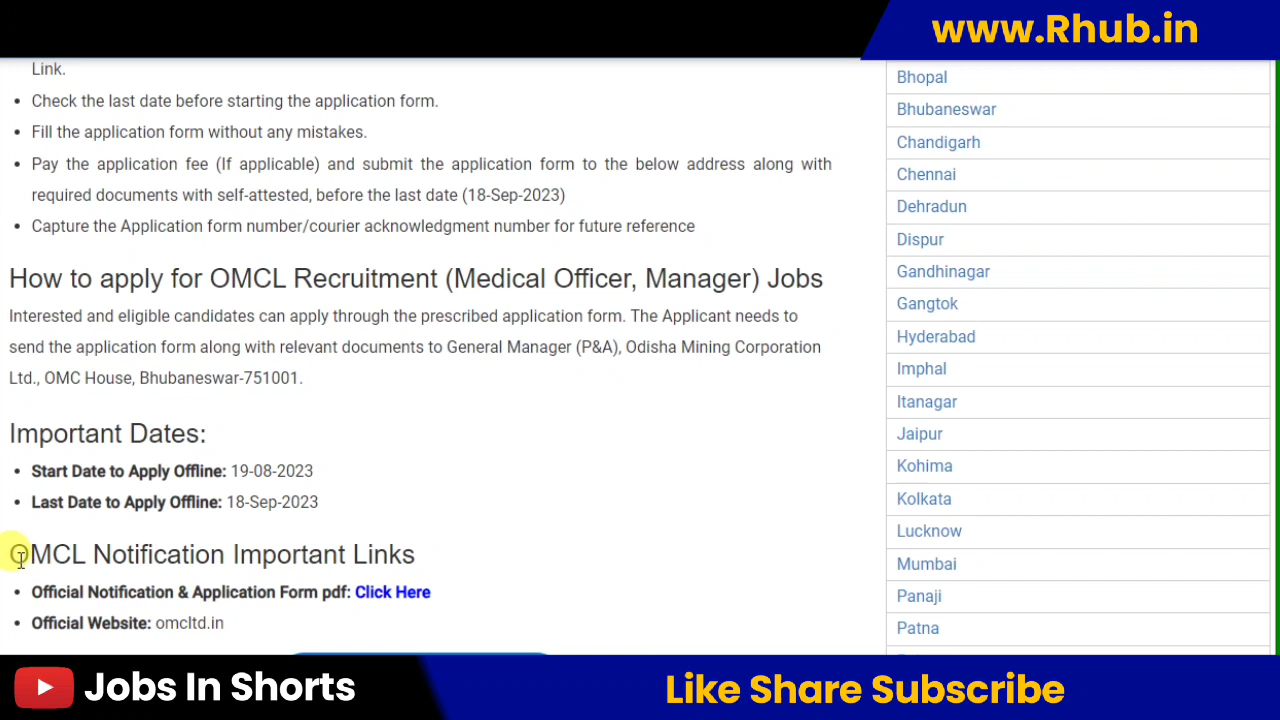 www.Rhub.in
Link.
Check the last date before starting the application form.
Fill the application form without any mistakes.
Pay the application fee (If applicable) and submit the application form to the below address along with
required documents with self-attested, before the last date (18-Sep-2023)
Capture the Application form number/courier acknowledgment number for future reference
How to apply for OMCL Recruitment (Medical Officer, Manager) Jobs
Interested and eligible candidates can apply through the prescribed application form. The Applicant needs to
send the application form along with relevant documents to General Manager (P&A), Odisha Mining Corporation
Ltd., OMC House, Bhubaneswar-751001.
Important Dates:
Start Date to Apply Offline: 19-08-2023
Last Date to Apply Offline: 18-Sep-2023
OMCL Notification Important Links
Official Notification & Application Form pdf: Click Here
Official Website: omcltd.in
Bhopal
Bhubaneswar
Chandigarh
Chennai
Dehradun
Dispur
Gandhinagar
Gangtok
Hyderabad
Imphal
Itanagar
Jaipur
Kohima
Kolkata
Lucknow
Mumbai
Panaji
Patna
Jobs In Shorts
Like Share Subscribe